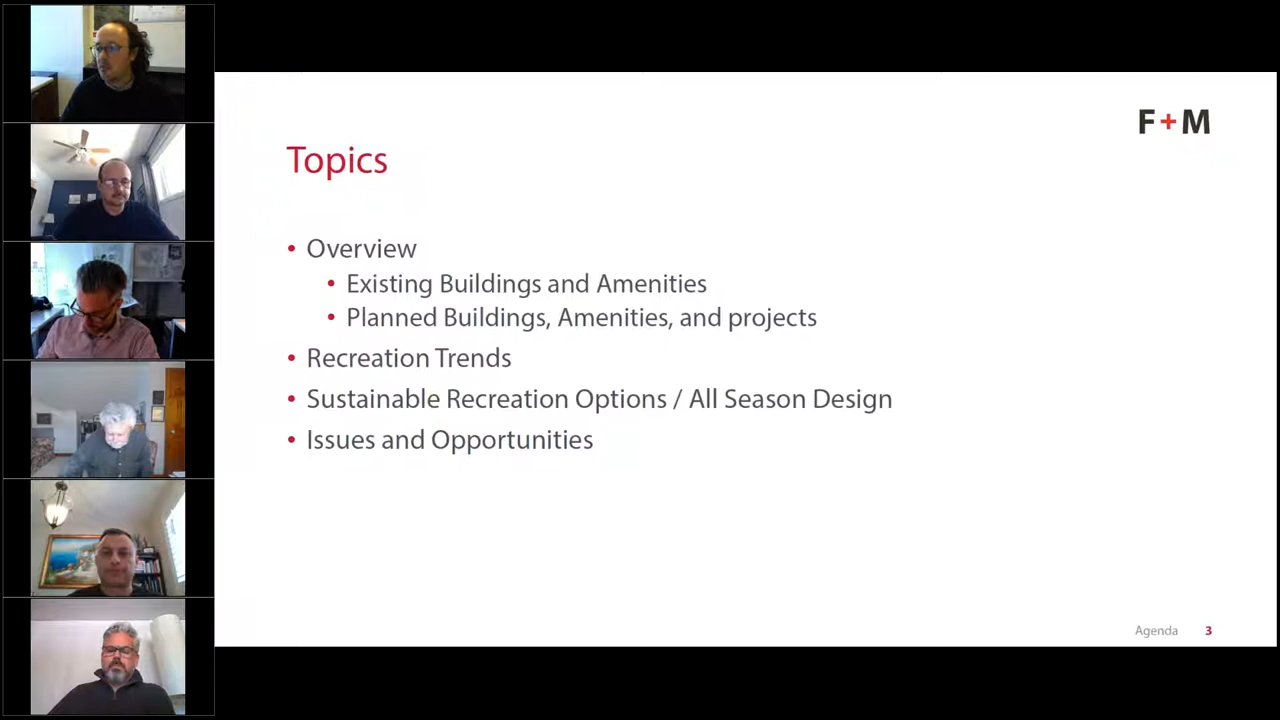 F+M
Topics
• Overview
• Existing Buildings and Amenities
• Planned Buildings, Amenities, and projects
• Recreation Trends
• Sustainable Recreation Options / All Season Design
• Issues and Opportunities
Agenda 3